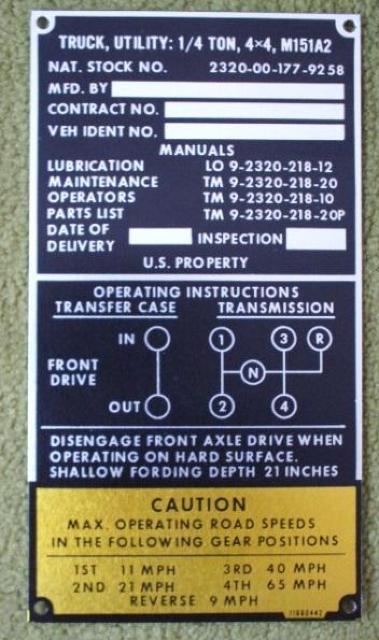 TRUCK, UTILITY: 1/4 TON, 4×4, M151A2
NAT. STOCK NO. 2320-00-177-9258
MFD. BY
CONTRACT NO.
VEH IDENT NO.
MANUALS
LUBRICATION LO 9-2320-218-12
MAINTENANCE TM 9-2320-218-20
OPERATORS TM 9-2320-218-10
PARTS LIST TM 9-2320-218-20P
DATE OF
DELIVERY INSPECTION
U.S. PROPERTY
OPERATING INSTRUCTIONS
TRANSFER CASE TRANSMISSION
IN 1 3 R
FRONT
DRIVE N
OUT 2 4
DISENGAGE FRONT AXLE DRIVE WHEN
OPERATING ON HARD SURFACE.
SHALLOW FORDING DEPTH 21 INCHES
CAUTION
MAX. OPERATING ROAD SPEEDS
IN THE FOLLOWING GEAR POSITIONS
1ST 11 MPH 3RD 40 MPH
2ND 21 MPH 4TH 65 MPH
REVERSE 9 MPH